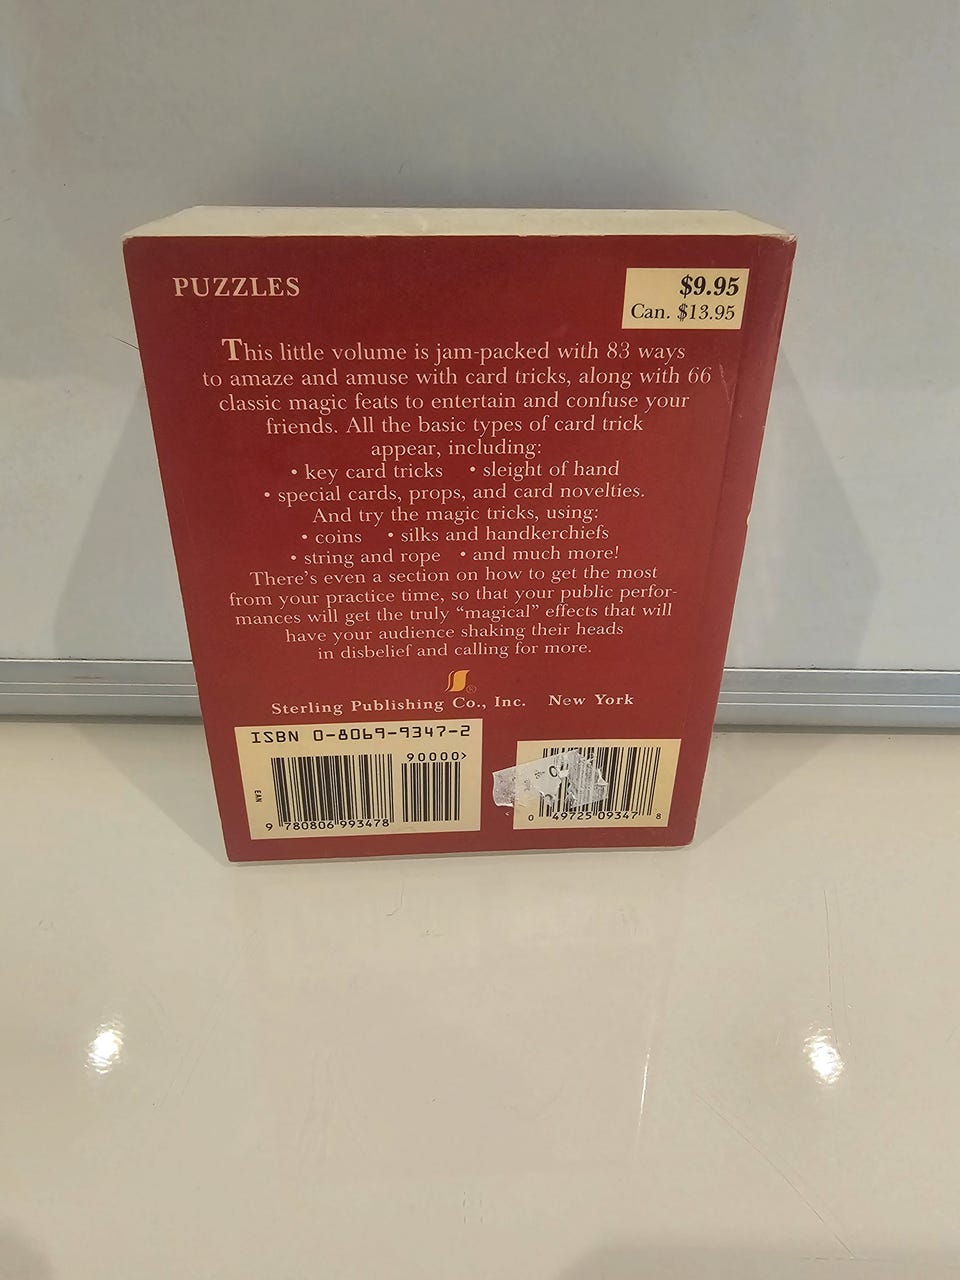 PUZZLES
$9.95
Can. $13.95
This little volume is jam-packed with 83 ways
to amaze and amuse with card tricks, along with 66
classic magic feats to entertain and confuse your
friends. All the basic types of card trick
appear, including:
• key card tricks • sleight of hand
• special cards, props, and card novelties.
And try the magic tricks, using:
• coins • silks and handkerchiefs
• string and rope • and much more!
There's even a section on how to get the most
from your practice time, so that your public perfor-
mances will get the truly “magical” effects that will
have your audience shaking their heads
in disbelief and calling for more.
®
Sterling Publishing Co., Inc. New York
ISBN 0-8069-9347-2
90000>
EAN
9 780806 993478
0 49725 09347 8